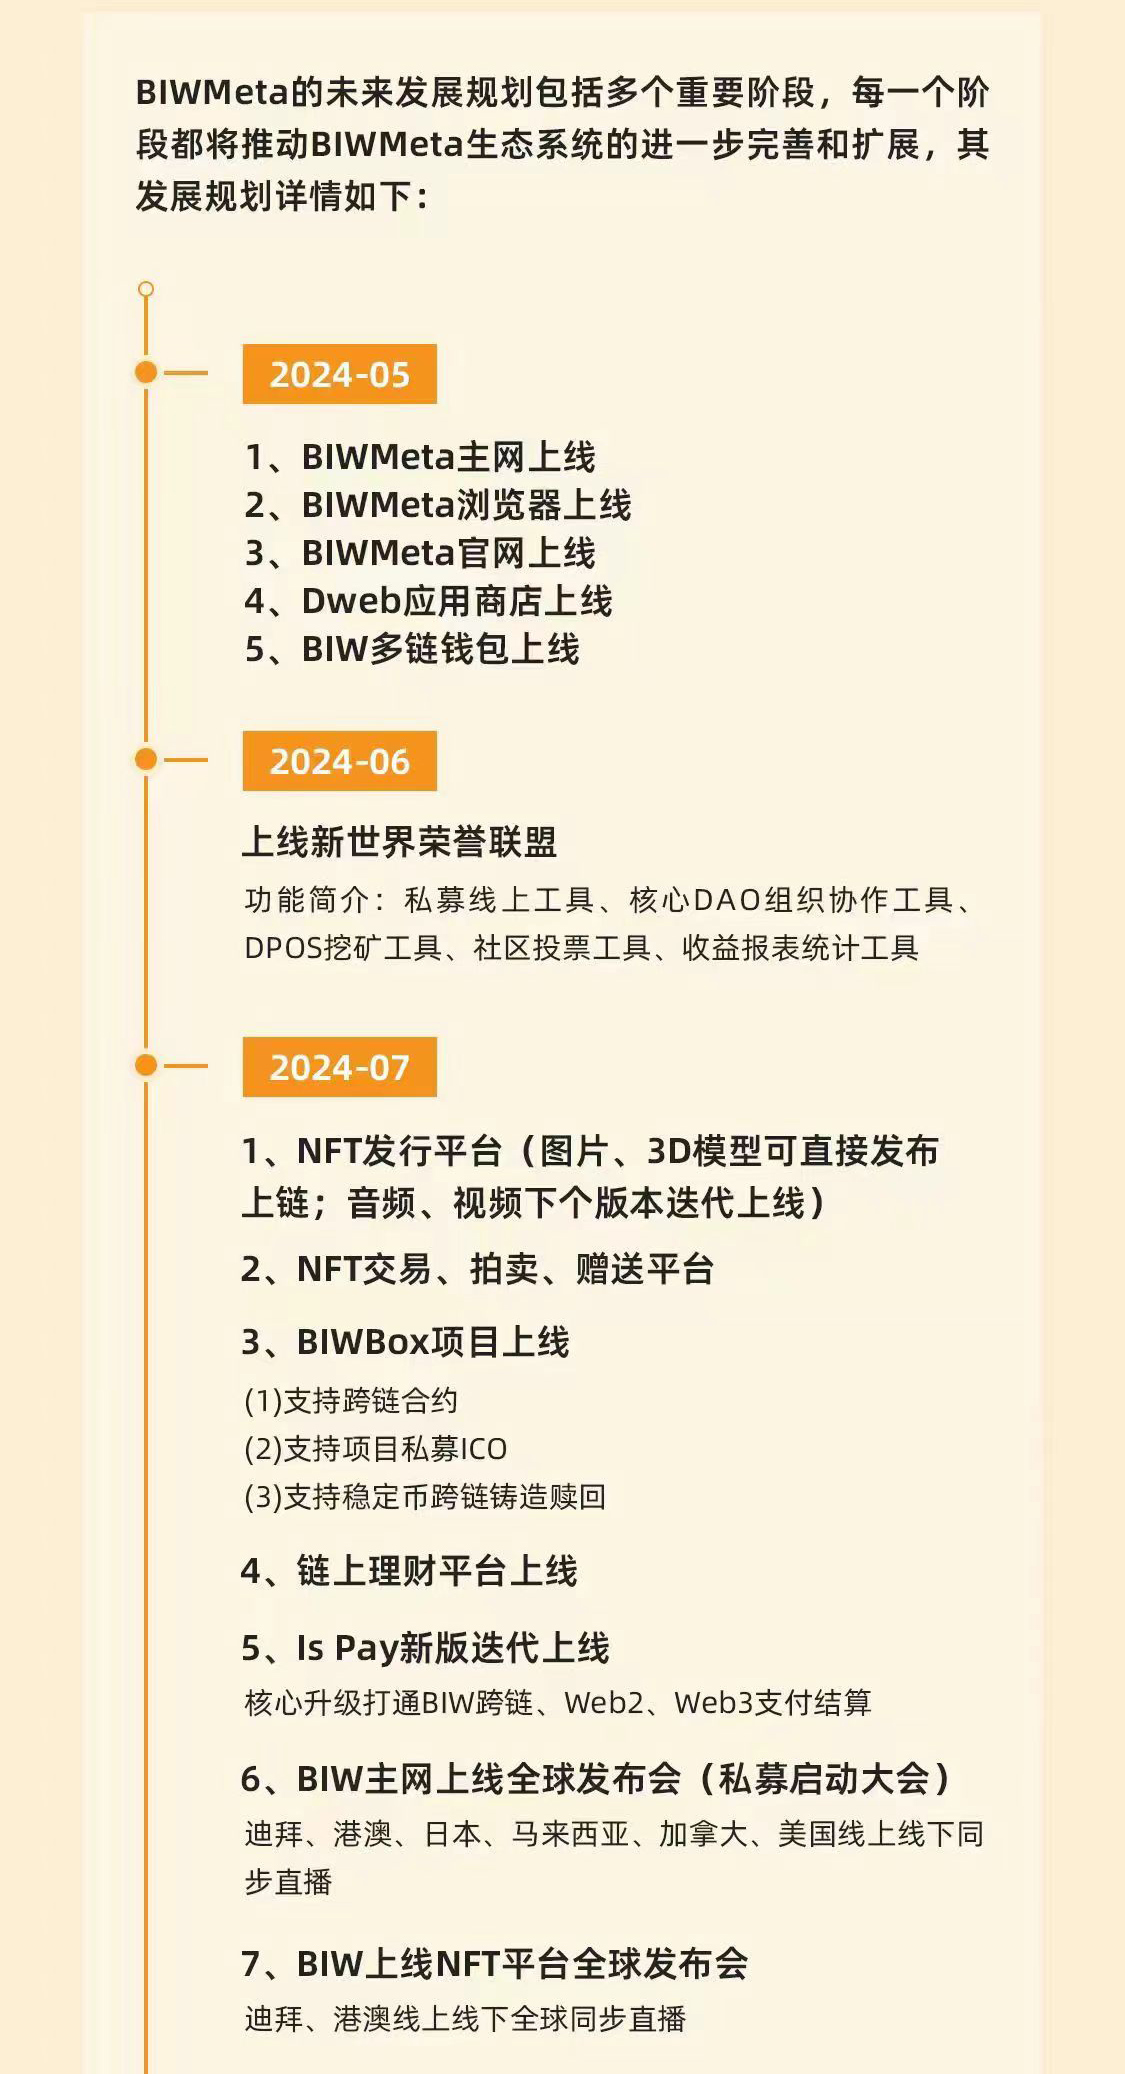 BIWMeta的未来发展规划包括多个重要阶段，每一个阶
段都将推动BIWMeta生态系统的进一步完善和扩展，其
发展规划详情如下：
2024-05
1、BIWMeta主网上线
2、BIWMeta浏览器上线
3、BIWMeta官网上线
4、Dweb应用商店上线
5、BIW多链钱包上线
2024-06
上线新世界荣誉联盟
功能简介：私募线上工具、核心DAO组织协作工具、
DPOS挖矿工具、社区投票工具、收益报表统计工具
2024-07
1、NFT发行平台（图片、3D模型可直接发布
上链；音频、视频下个版本迭代上线）
2、NFT交易、拍卖、赠送平台
3、BIWBox项目上线
(1)支持跨链合约
(2)支持项目私募ICO
(3)支持稳定币跨链铸造赎回
4、链上理财平台上线
5、Is Pay新版迭代上线
核心升级打通BIW跨链、Web2、Web3支付结算
6、BIW主网上线全球发布会（私募启动大会）
迪拜、港澳、日本、马来西亚、加拿大、美国线上线下同
步直播
7、BIW上线NFT平台全球发布会
迪拜、港澳线上线下全球同步直播